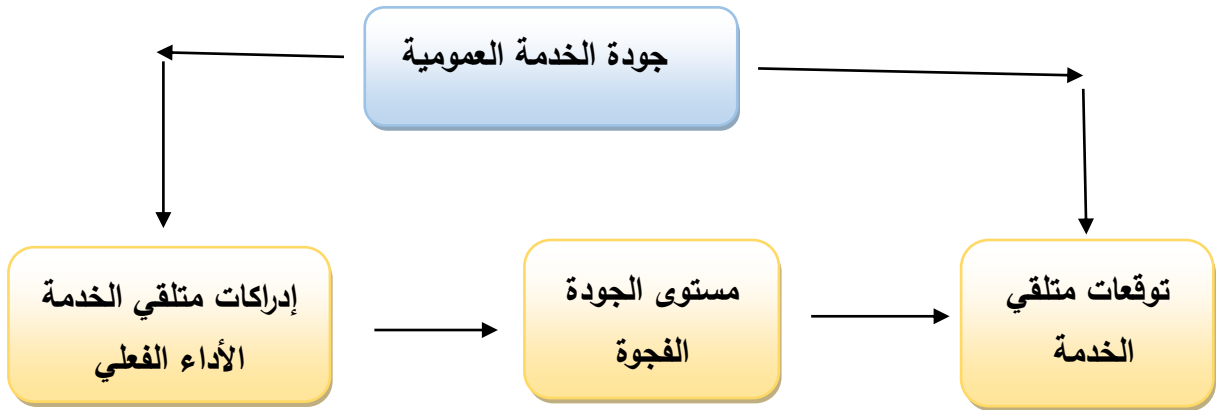 جودة الخدمة العمومية
توقعات متلقي
الخدمة
مستوى الجودة
الفجوة
إدراكات متلقي الخدمة
الأداء الفعلي